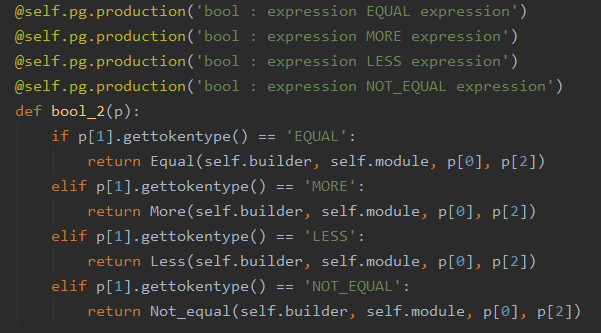 @self.pg.production('bool : expression EQUAL expression')
@self.pg.production('bool : expression MORE expression')
@self.pg.production('bool : expression LESS expression')
@self.pg.production('bool : expression NOT_EQUAL expression')
def bool_2(p):
    if p[1].gettokentype() == 'EQUAL':
        return Equal(self.builder, self.module, p[0], p[2])
    elif p[1].gettokentype() == 'MORE':
        return More(self.builder, self.module, p[0], p[2])
    elif p[1].gettokentype() == 'LESS':
        return Less(self.builder, self.module, p[0], p[2])
    elif p[1].gettokentype() == 'NOT_EQUAL':
        return Not_equal(self.builder, self.module, p[0], p[2])